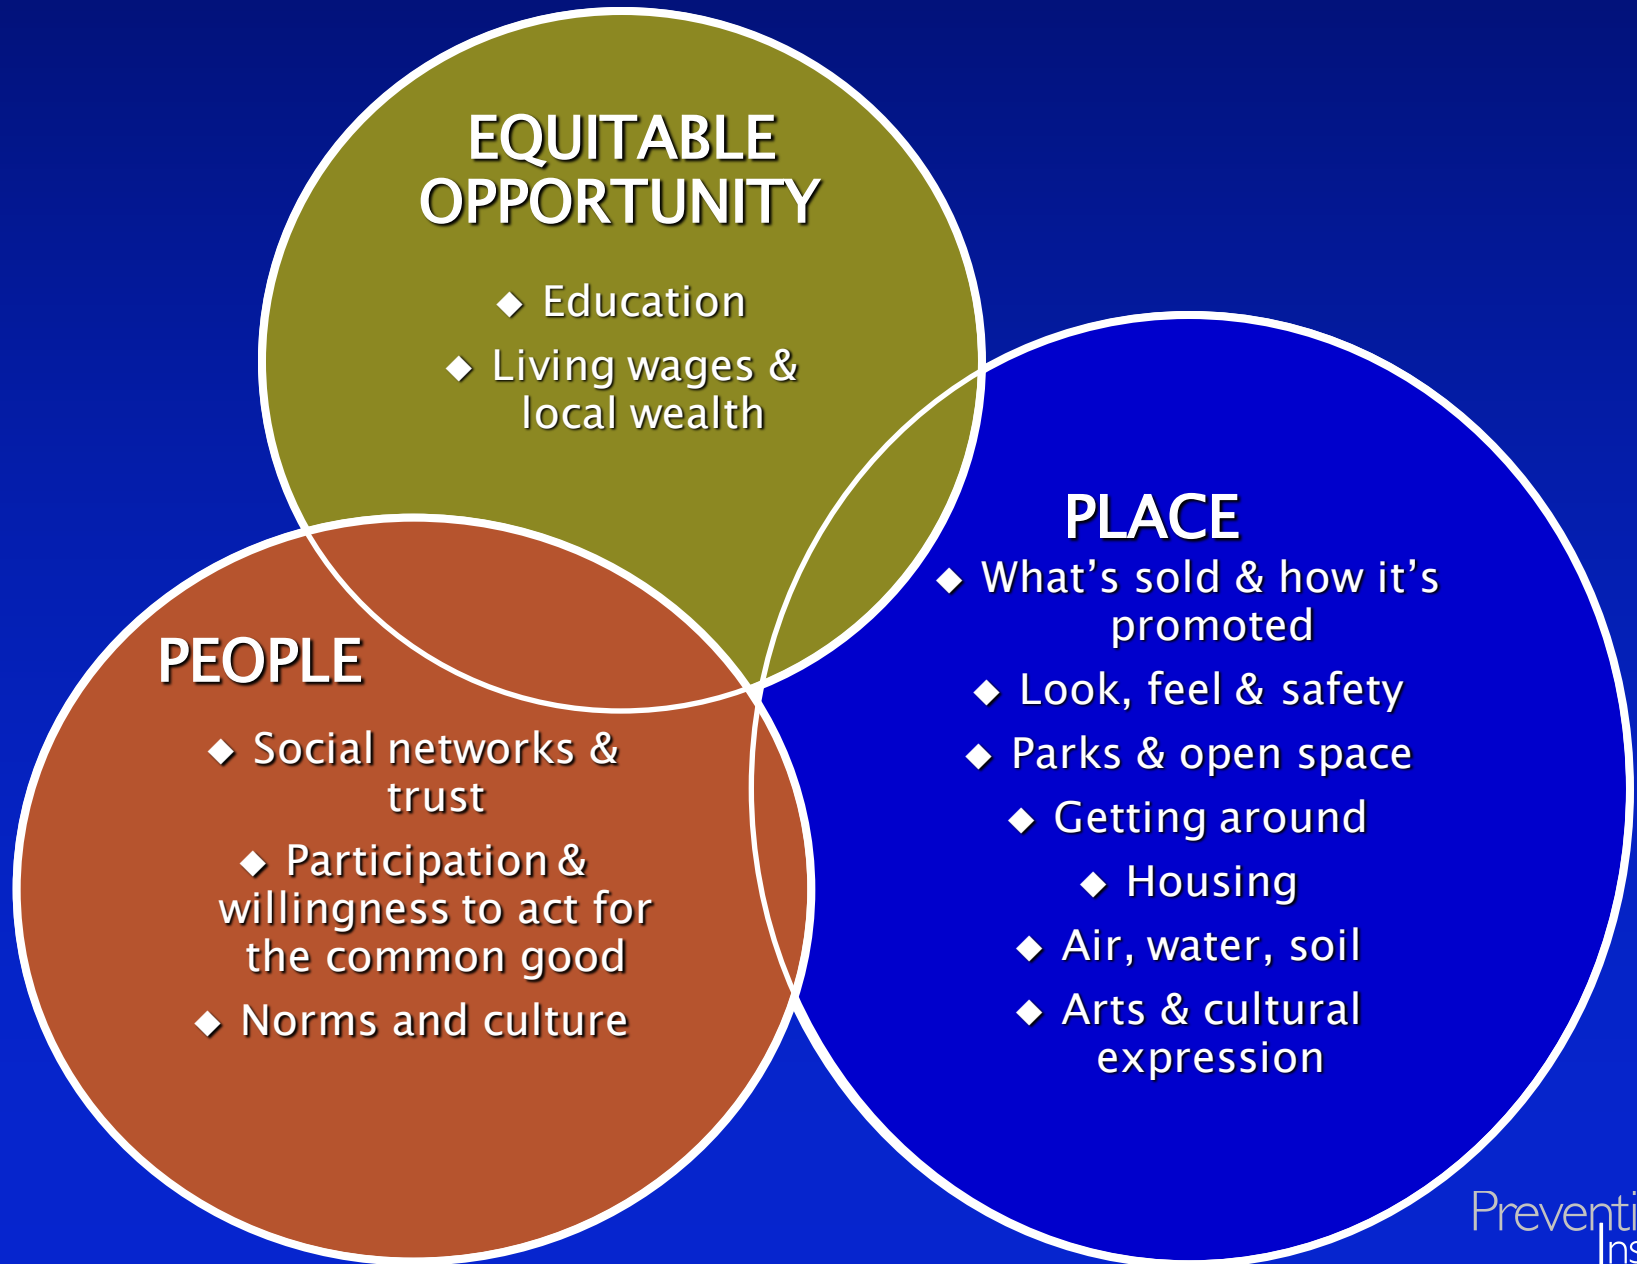 EQUITABLE
OPPORTUNITY
◆ Education
◆ Living wages &
local wealth
PEOPLE
◆ Social networks &
trust
◆ Participation &
willingness to act for
the common good
◆ Norms and culture
PLACE
◆ What’s sold & how it’s
promoted
◆ Look, feel & safety
◆ Parks & open space
◆ Getting around
◆ Housing
◆ Air, water, soil
◆ Arts & cultural
expression